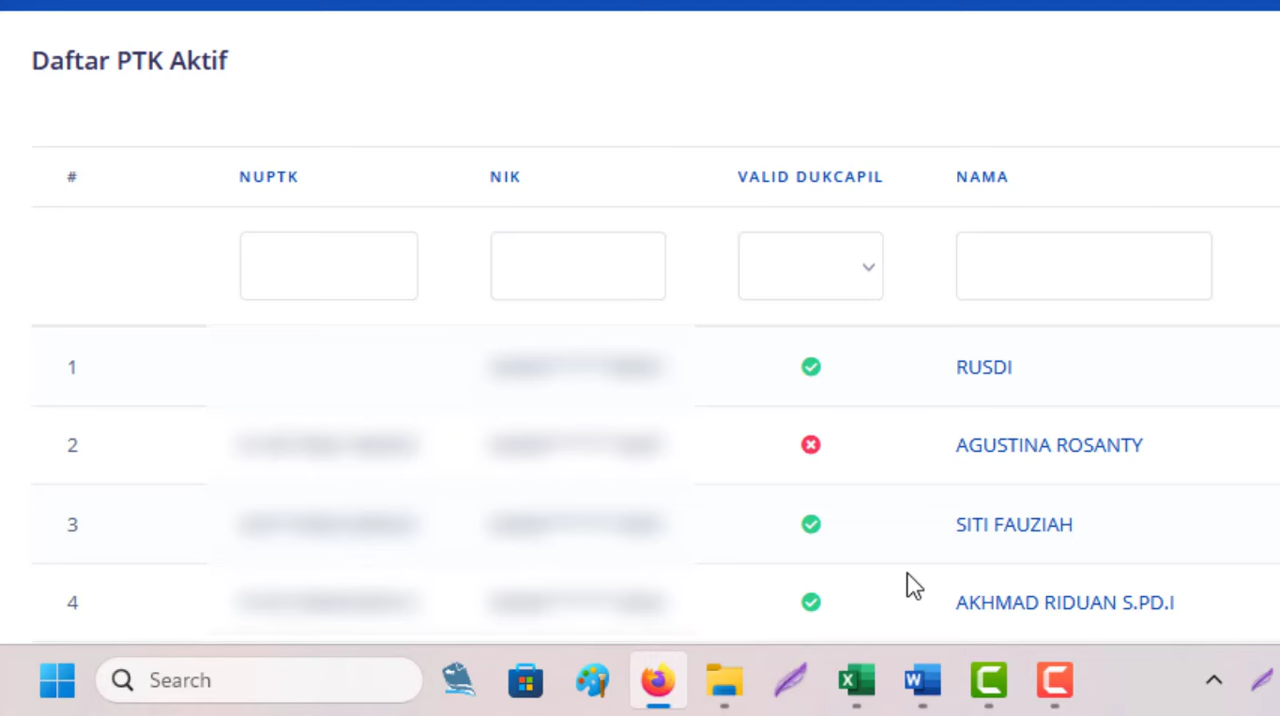 Daftar PTK Aktif
# NUPTK NIK VALID DUKCAPIL NAMA
1 RUSDI
2 AGUSTINA ROSANTY
3 SITI FAUZIAH
4 AKHMAD RIDUAN S.PD.I
Search